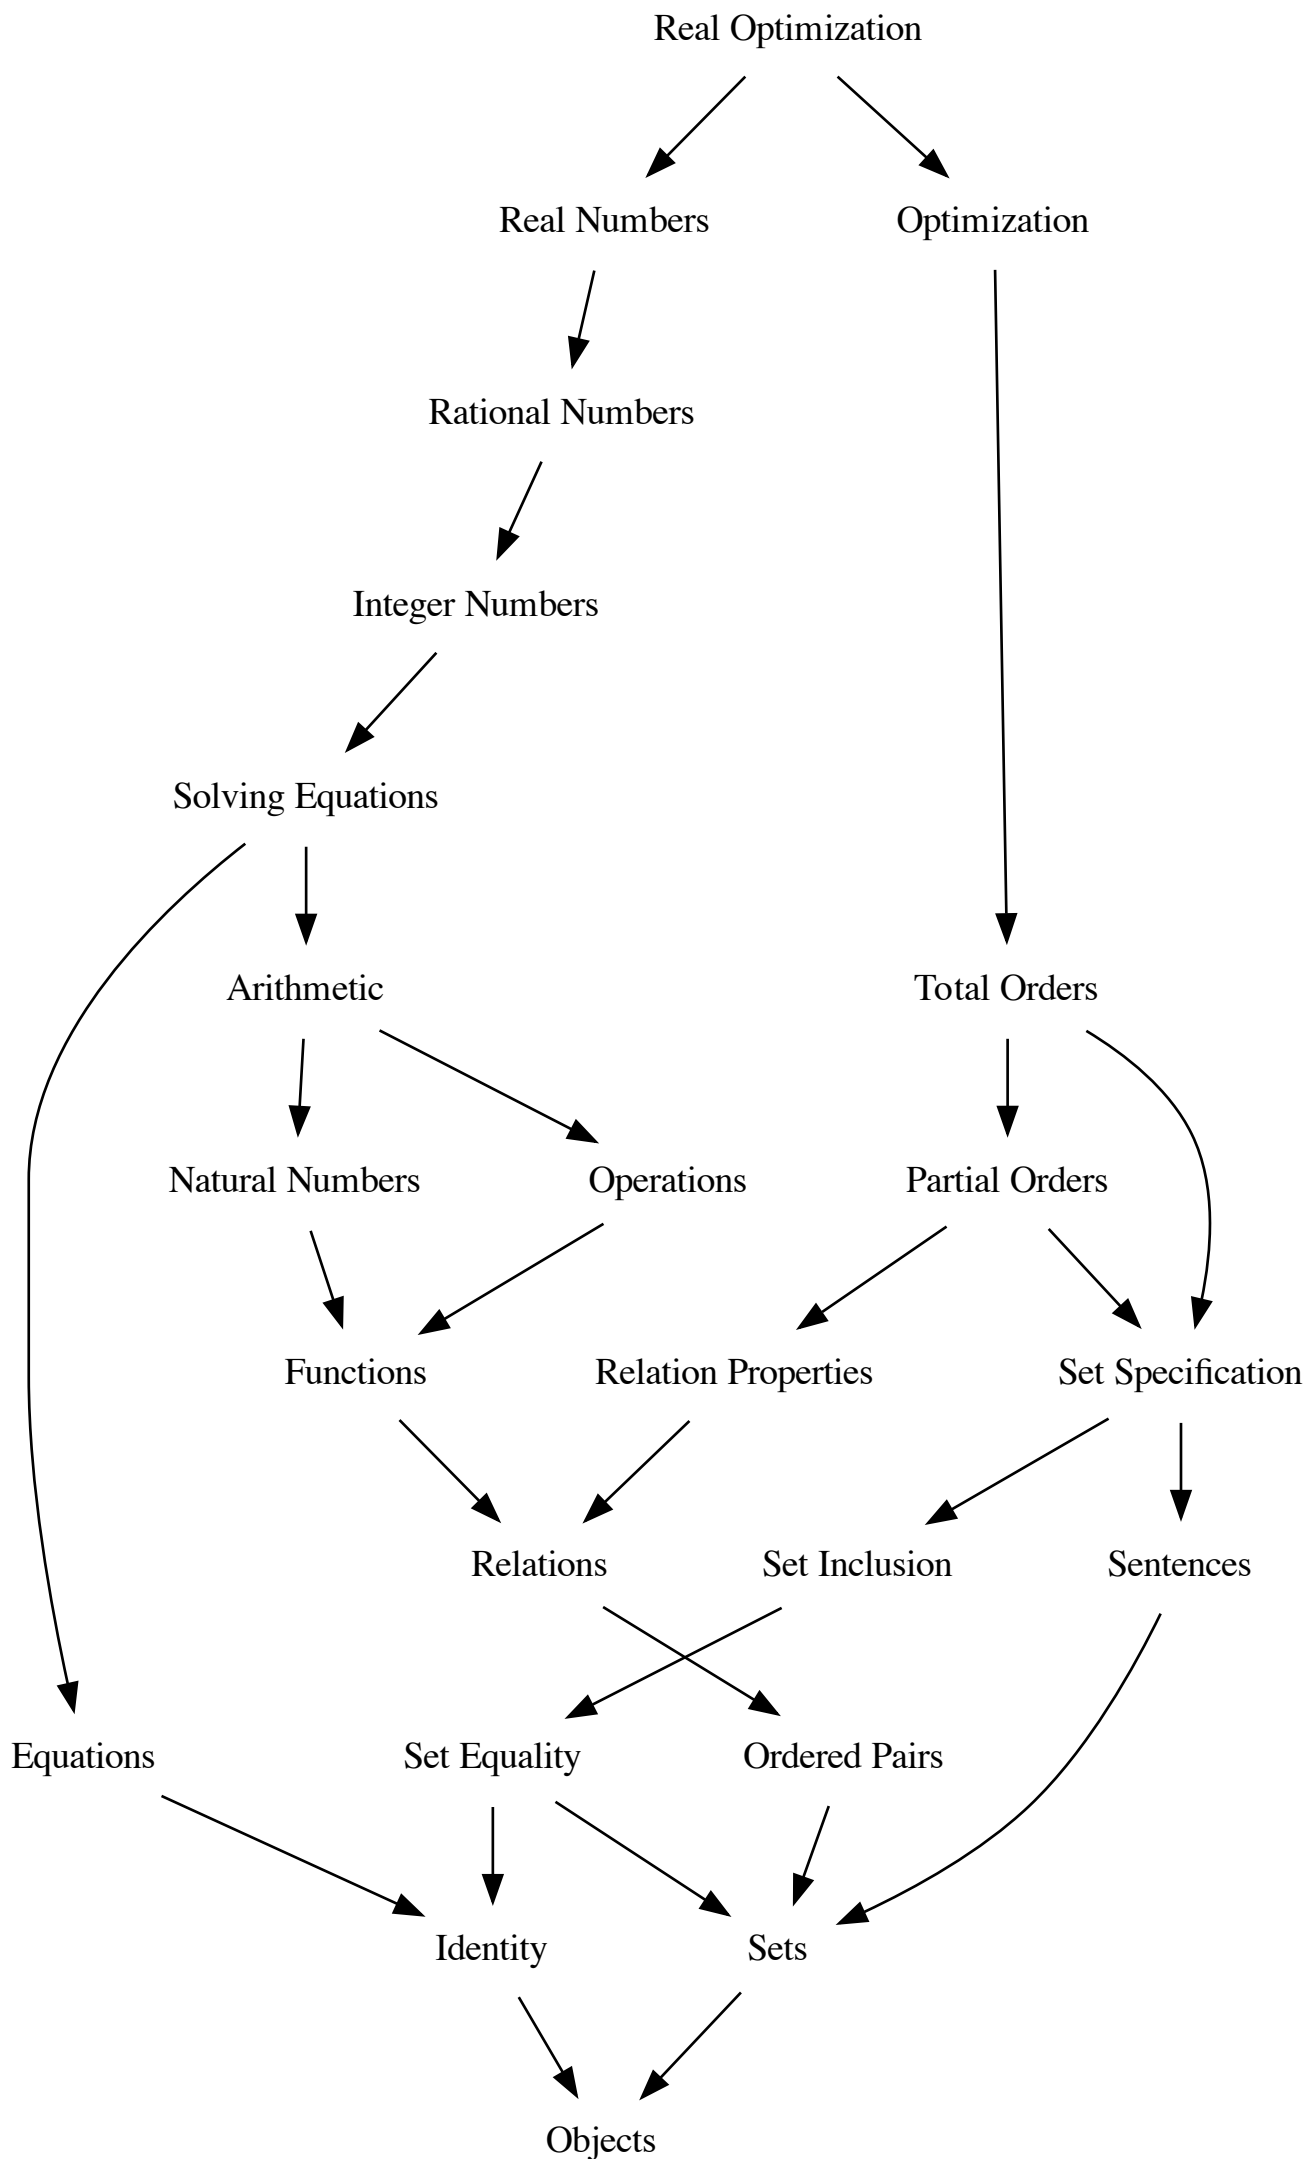 Real Optimization
Real Numbers
Optimization
Rational Numbers
Integer Numbers
Solving Equations
Arithmetic
Total Orders
Natural Numbers
Operations
Partial Orders
Functions
Relation Properties
Set Specification
Relations
Set Inclusion
Sentences
Equations
Set Equality
Ordered Pairs
Identity
Sets
Objects